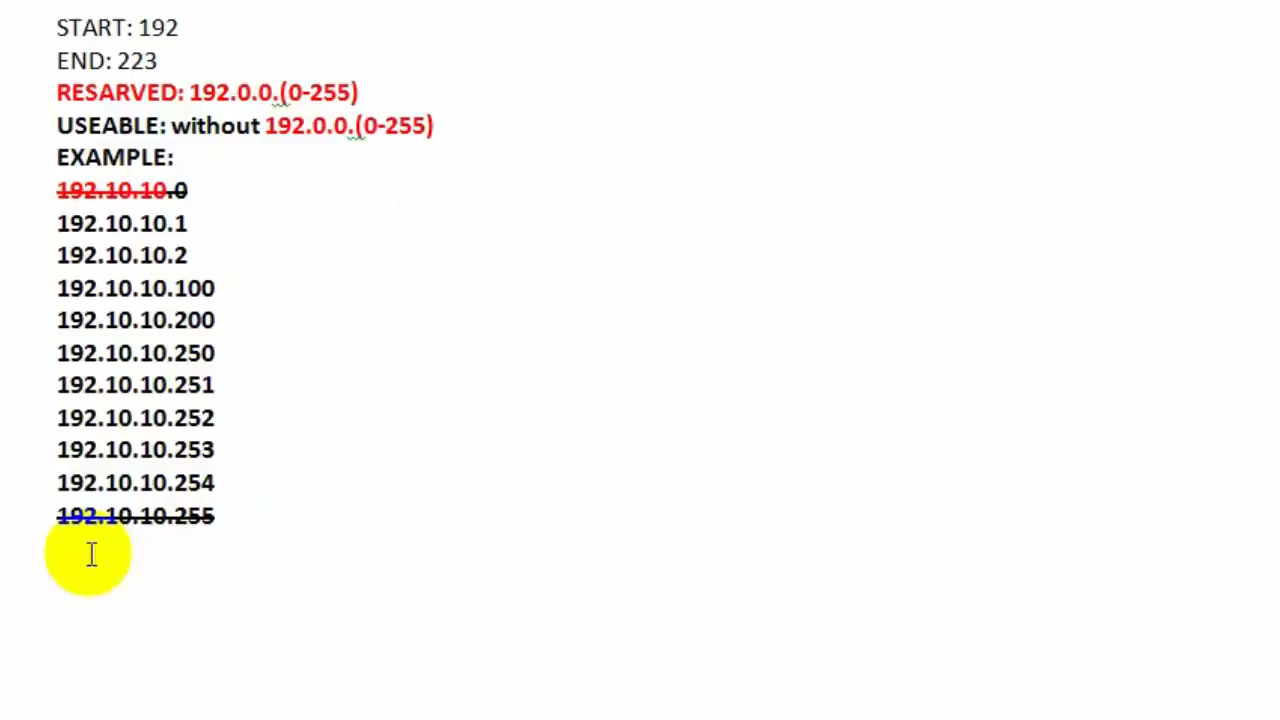 START: 192
END: 223
RESARVED: 192.0.0.(0-255)
USEABLE: without 192.0.0.(0-255)
EXAMPLE:
192.10.10.0
192.10.10.1
192.10.10.2
192.10.10.100
192.10.10.200
192.10.10.250
192.10.10.251
192.10.10.252
192.10.10.253
192.10.10.254
192.10.10.255